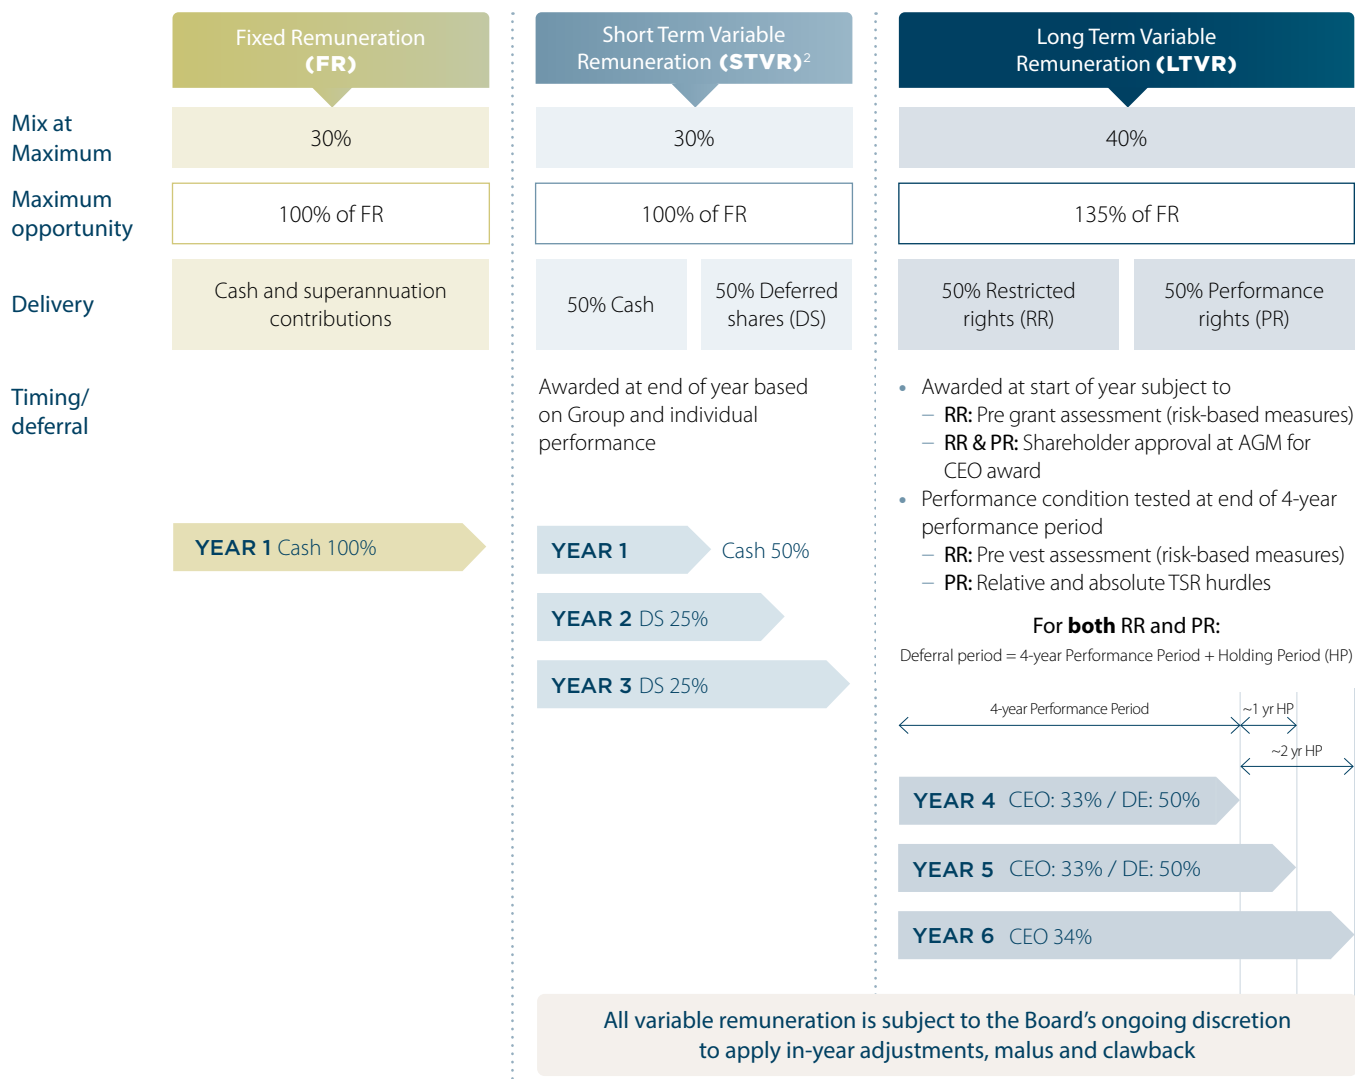 Fixed Remuneration
(FR)
Short Term Variable
Remuneration (STVR)2
Long Term Variable
Remuneration (LTVR)
Mix at
Maximum
30%
30%
40%
Maximum
opportunity
100% of FR
100% of FR
135% of FR
Delivery
Cash and superannuation
contributions
50% Cash
50% Deferred
shares (DS)
50% Restricted
rights (RR)
50% Performance
rights (PR)
Timing/
deferral
YEAR 1 Cash 100%
Awarded at end of year based
on Group and individual
performance
YEAR 1 Cash 50%
YEAR 2 DS 25%
YEAR 3 DS 25%
• Awarded at start of year subject to
– RR: Pre grant assessment (risk-based measures)
– RR & PR: Shareholder approval at AGM for
CEO award
• Performance condition tested at end of 4-year
performance period
– RR: Pre vest assessment (risk-based measures)
– PR: Relative and absolute TSR hurdles
For both RR and PR:
Deferral period = 4-year Performance Period + Holding Period (HP)
4-year Performance Period
~1 yr HP
~2 yr HP
YEAR 4 CEO: 33% / DE: 50%
YEAR 5 CEO: 33% / DE: 50%
YEAR 6 CEO 34%
All variable remuneration is subject to the Board’s ongoing discretion
to apply in-year adjustments, malus and clawback